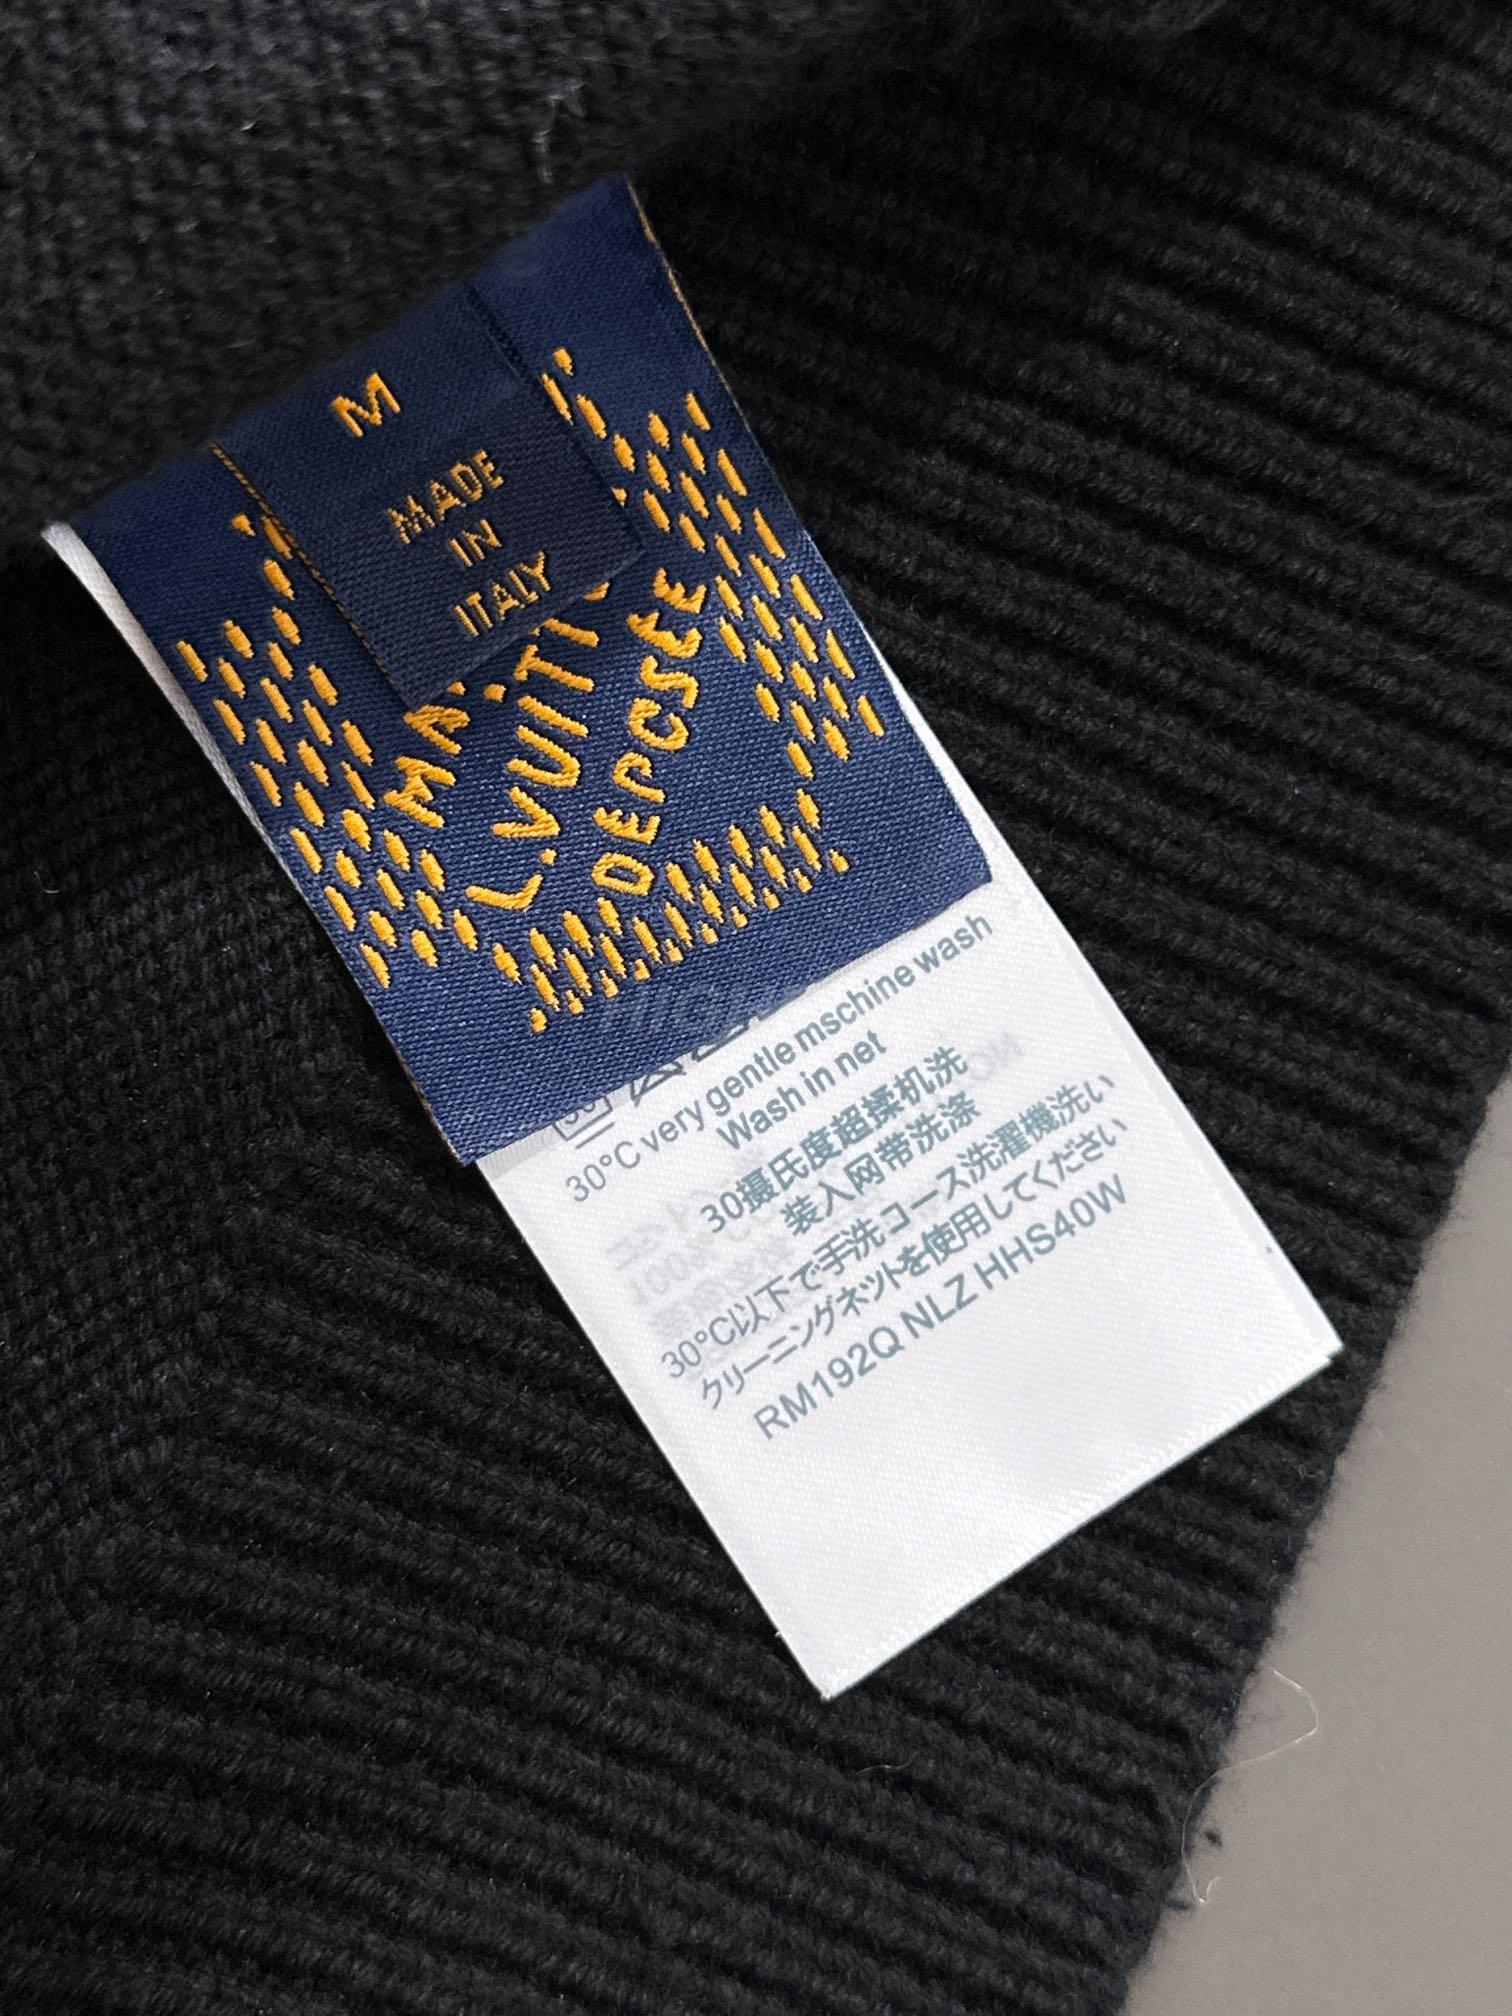 M
MADE
IN
ITALY
L.VUITT
DEPCSTE
30
30°C very gentle mschine wash
Wash in net
30摄氏度超揉机洗
装入网带洗涤
30℃以下で手洗コース洗濯機洗い
クリーニングネットを使用してください
RM192Q NLZ HHS40W